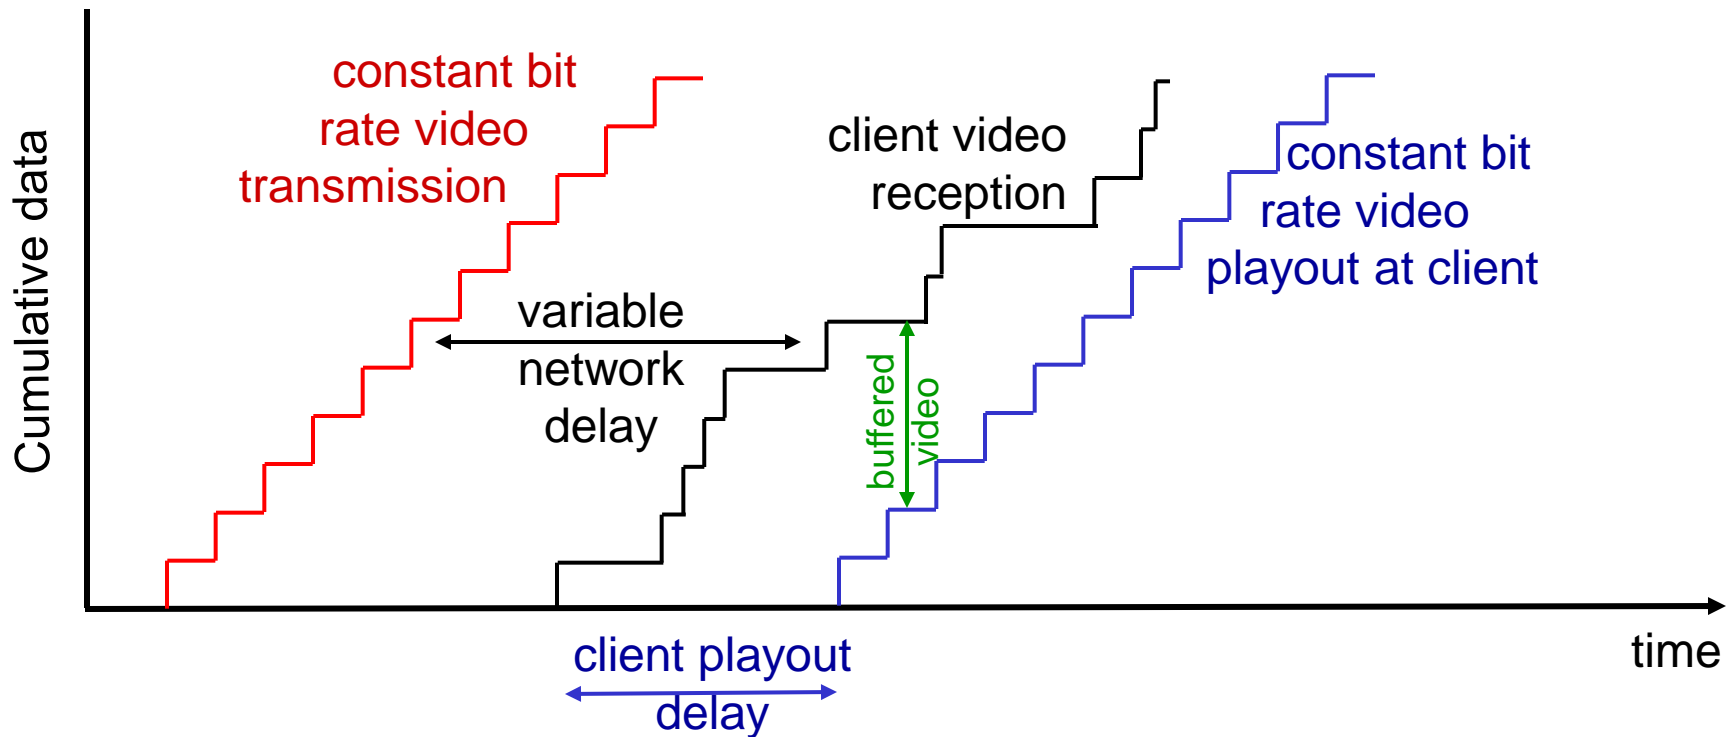 constant bit
rate video
transmission
client video
reception
constant bit
rate video
playout at client
Cumulative data
variable
network
delay
buffered
video
time
client playout
delay